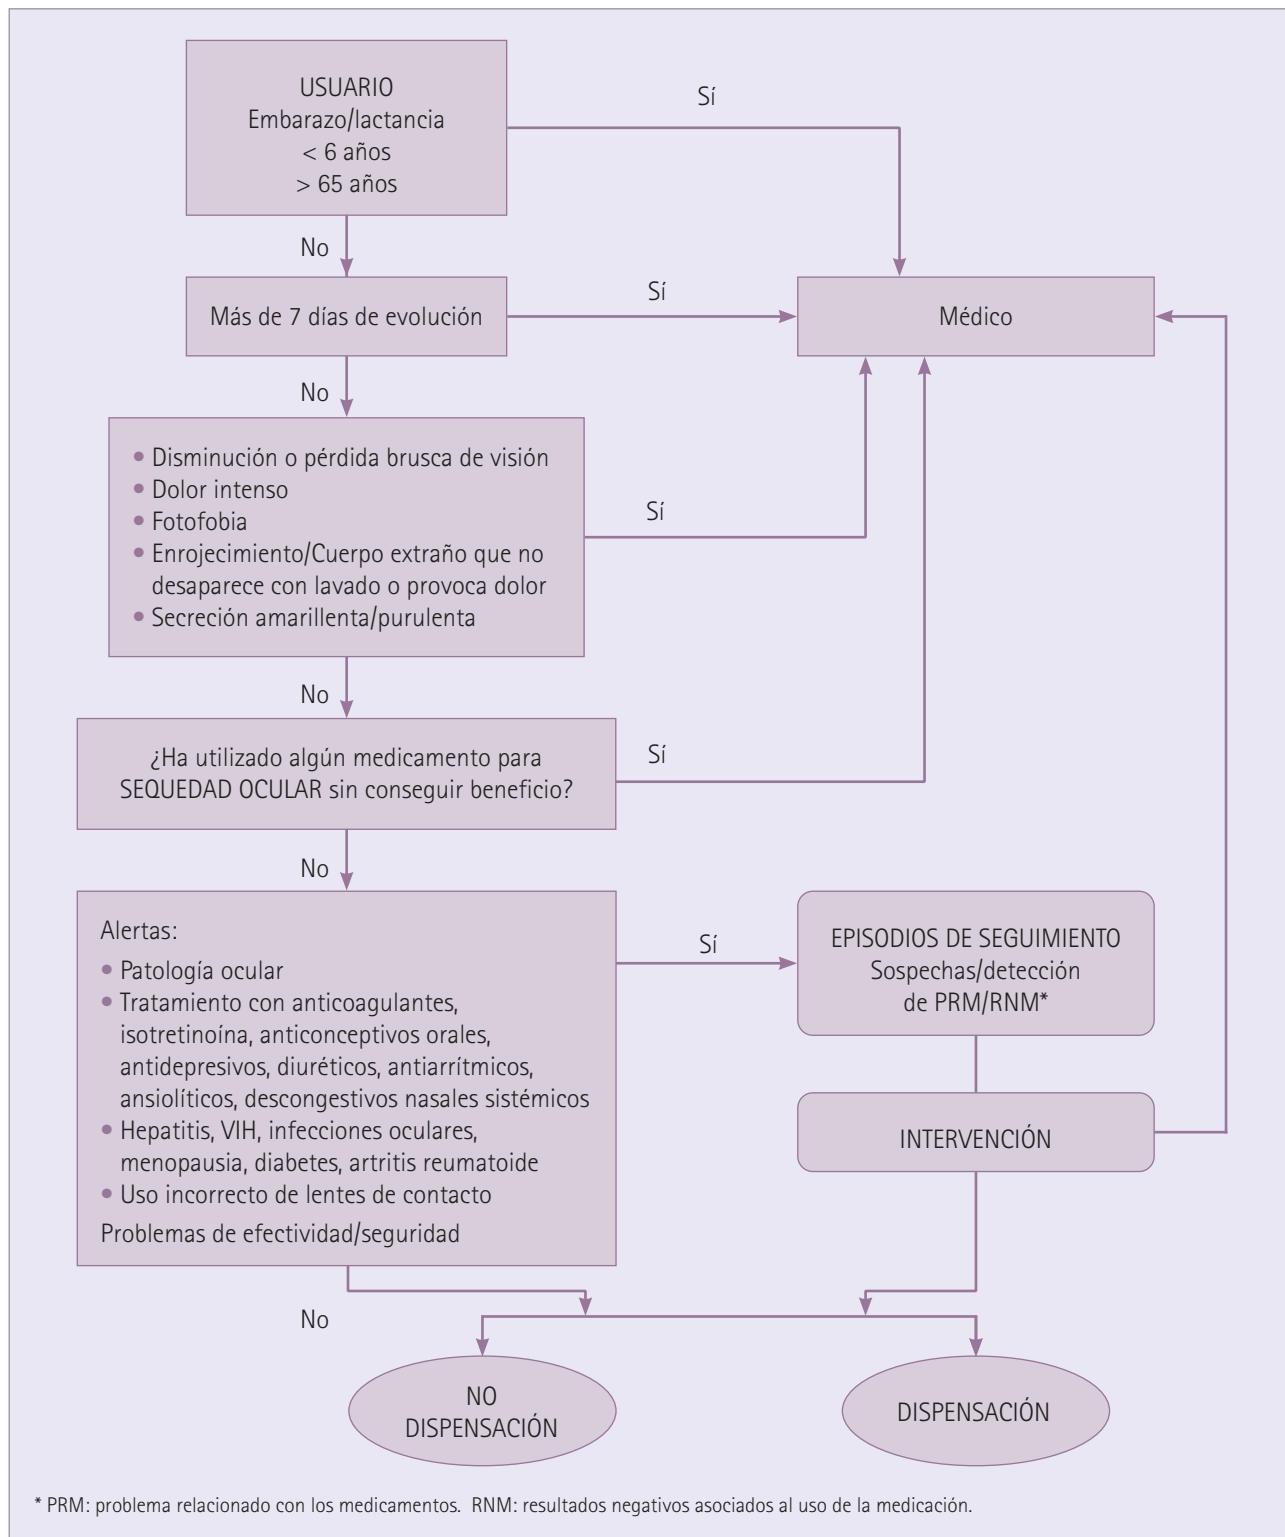 USUARIO
Embarazo/lactancia
< 6 años
> 65 años
Sí
No
Más de 7 días de evolución
Sí
Médico
No
• Disminución o pérdida brusca de visión
• Dolor intenso
• Fotofobia
• Enrojecimiento/Cuerpo extraño que no
desaparece con lavado o provoca dolor
• Secreción amarillenta/purulenta
Sí
No
¿Ha utilizado algún medicamento para
SEQUEDAD OCULAR sin conseguir beneficio?
Sí
No
Alertas:
• Patología ocular
• Tratamiento con anticoagulantes,
isotretinoína, anticonceptivos orales,
antidepresivos, diuréticos, antiarrítmicos,
ansiolíticos, descongestivos nasales sistémicos
• Hepatitis, VIH, infecciones oculares,
menopausia, diabetes, artritis reumatoide
• Uso incorrecto de lentes de contacto
Problemas de efectividad/seguridad
Sí
EPISODIOS DE SEGUIMIENTO
Sospechas/detección
de PRM/RNM*
INTERVENCIÓN
No
NO
DISPENSACIÓN
DISPENSACIÓN
* PRM: problema relacionado con los medicamentos. RNM: resultados negativos asociados al uso de la medicación.